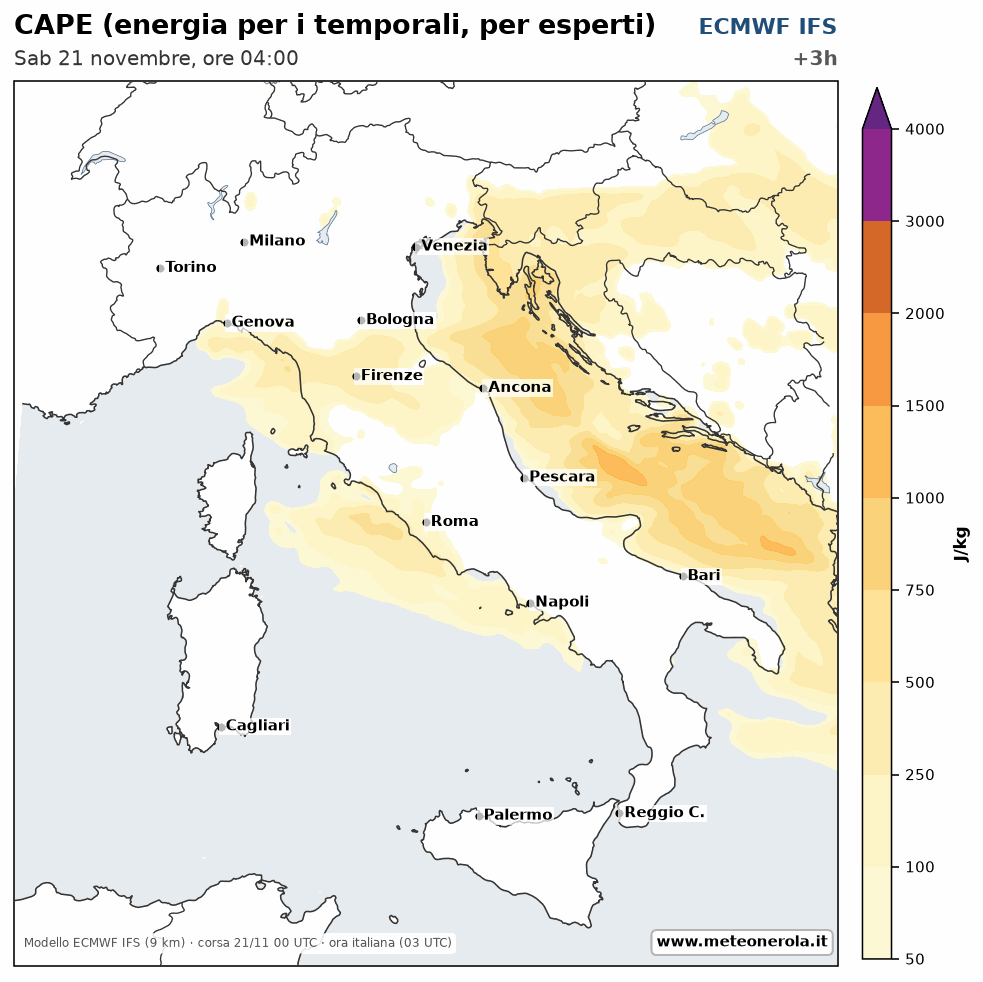 CAPE (energia per i temporali, per esperti)
ECMWF IFS
Sab 21 novembre, ore 04:00
+3h
4000
3000
2000
1500
1000
750
500
250
100
50
J/kg
Milano
Venezia
Torino
Genova
Bologna
Firenze
Ancona
Pescara
Roma
Bari
Napoli
Cagliari
Palermo
Reggio C.
Modello ECMWF IFS (9 km) · corsa 21/11 00 UTC · ora italiana (03 UTC)
www.meteonerola.it